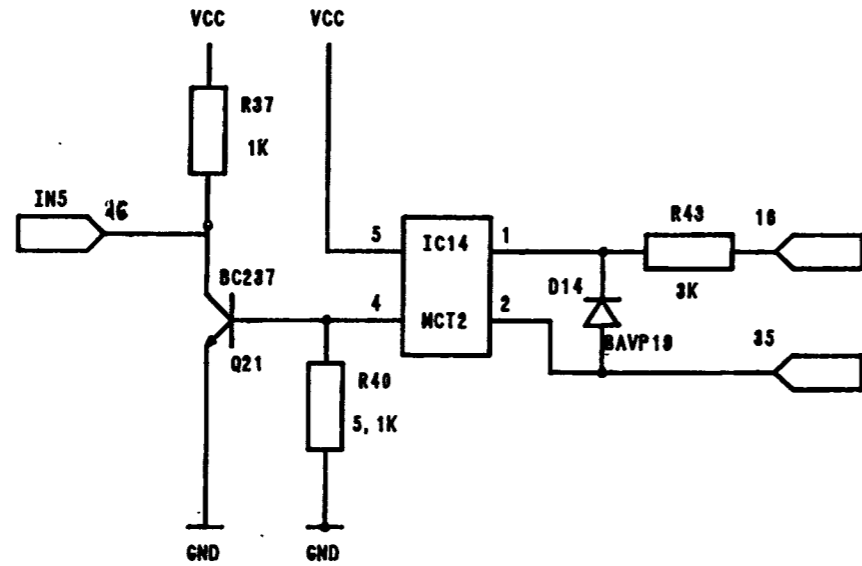 VCC VCC
R37
1K
IN5 46
5 IC14 1
R43 16
BC237
D14 3K
4 MCT2 2
BAVP19 35
Q21
R40
5,1K
GND GND